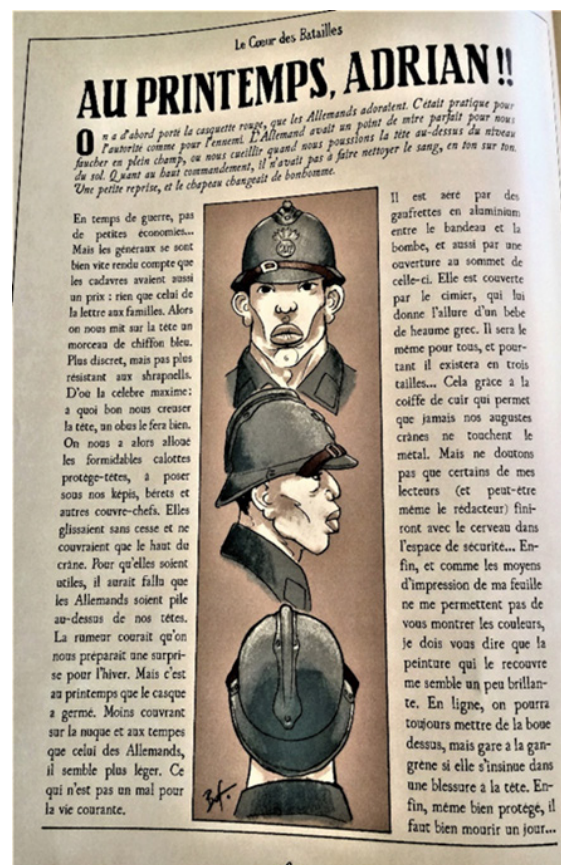 Le Cœur des Batailles
AU PRINTEMPS, ADRIAN !!
On a d'abord porté la casquette rouge, que les Allemands adoraient. C'était pratique pour
l'autorité comme pour l'ennemi. L'Allemand avait un point de mire parfait pour nous
faucher en plein champ, ou nous cueillir quand nous poussions la tête au-dessus du niveau
du sol. Quant au haut commandement, il n'avait pas à faire nettoyer le sang, en ton sur ton.
Une petite reprise, et le chapeau changeait de bonhomme.
En temps de guerre, pas
de petites économies...
Mais les généraux se sont
bien vite rendu compte que
les cadavres avaient aussi
un prix : rien que celui de
la lettre aux familles. Alors
on nous mit sur la tête un
morceau de chiffon bleu.
Plus discret, mais pas plus
résistant aux shrapnells.
D'où la célèbre maxime :
à quoi bon nous creuser
la tête, un obus le fera bien.
On nous a alors alloué
les formidables calottes
protège-têtes, à poser
sous nos képis, bérets et
autres couvre-chefs. Elles
glissaient sans cesse et ne
couvraient que le haut du
crâne. Pour qu'elles soient
utiles, il aurait fallu que
les Allemands soient pile
au-dessus de nos têtes.
La rumeur courait qu'on
nous préparait une surpri-
se pour l'hiver. Mais c'est
au printemps que le casque
a germé. Moins couvrant
sur la nuque et aux tempes
que celui des Allemands,
il semble plus léger. Ce
qui n'est pas un mal pour
la vie courante.
Il est aéré par des
gaufrettes en aluminium
entre le bandeau et la
bombe, et aussi par une
ouverture au sommet de
celle-ci. Elle est couverte
par le cimier, qui lui
donne l'allure d'un bébé
de heaume grec. Il sera le
même pour tous, et pour-
tant il existera en trois
tailles... Cela grâce à la
coiffe de cuir qui permet
que jamais nos augustes
crânes ne touchent le
métal. Mais ne doutons
pas que certains de mes
lecteurs (et peut-être
même le rédacteur) fini-
ront avec le cerveau dans
l'espace de sécurité... En-
fin, et comme les moyens
d'impression de ma feuille
ne me permettent pas de
vous montrer les couleurs,
je dois vous dire que la
peinture qui le recouvre
me semble un peu brillan-
te. En ligne, on pourra
toujours mettre de la boue
dessus, mais gare à la gan-
grène si elle s'insinue dans
une blessure à la tête. En-
fin, même bien protégé, il
faut bien mourir un jour...